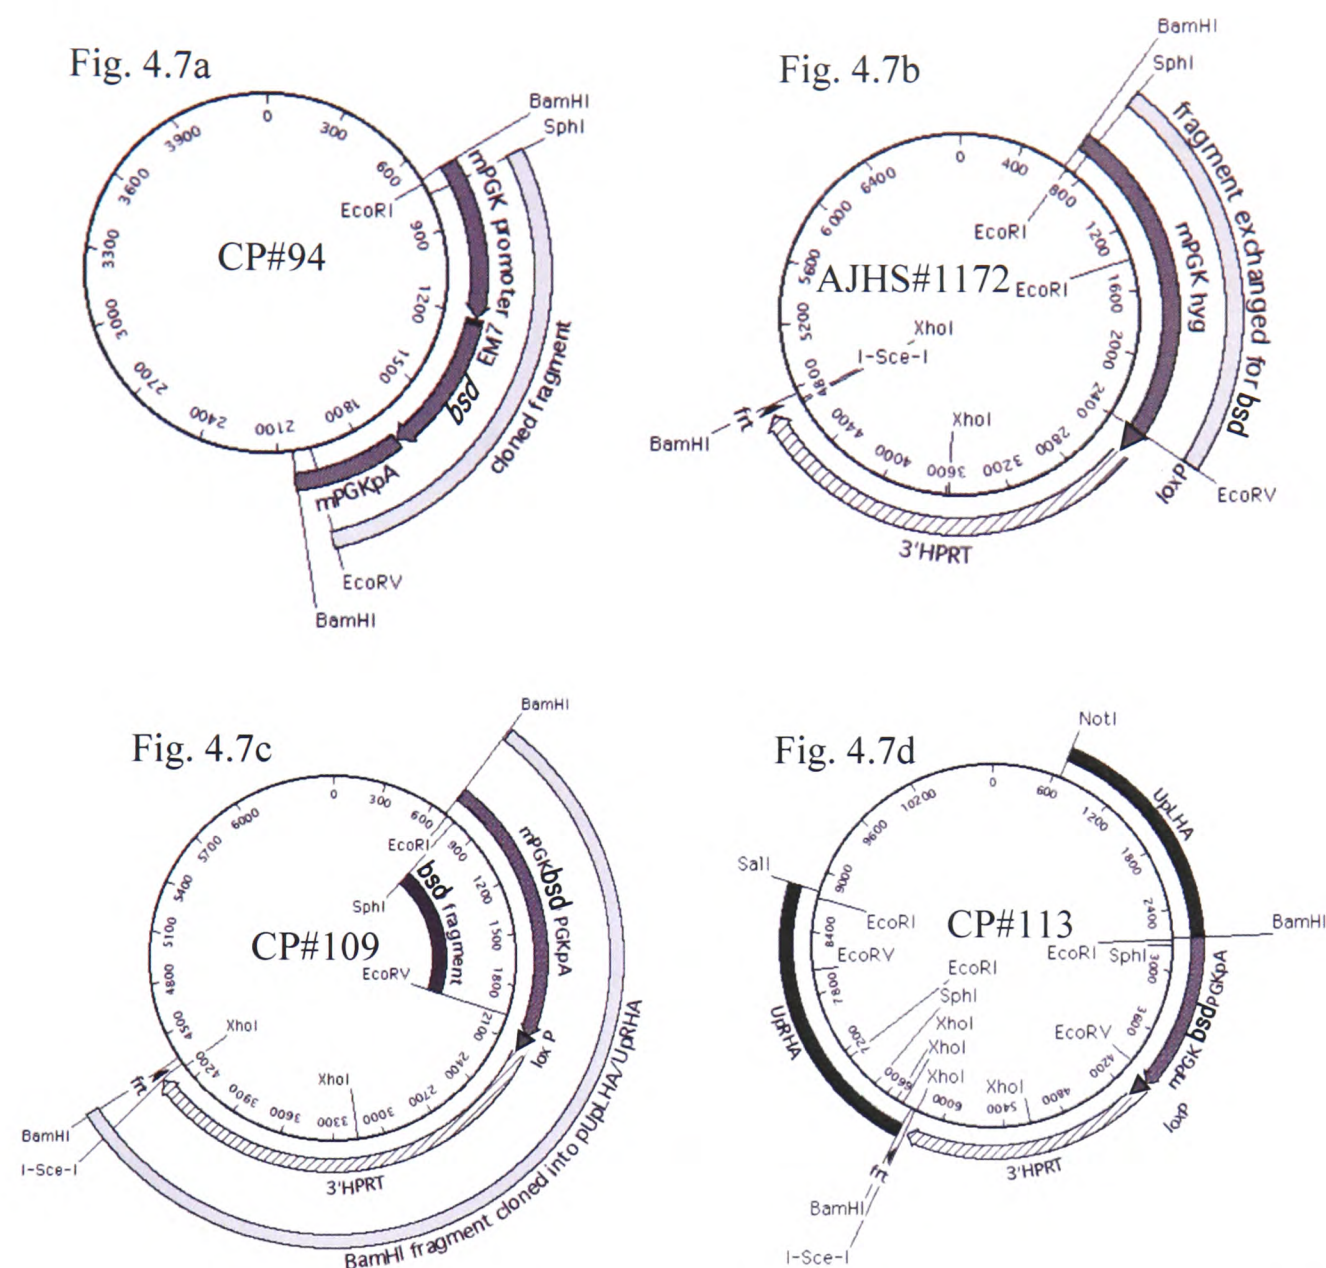 Fig. 4.7a
BamHI
SphI
EcoRI
0
300
600
900
1200
1500
1800
2100
2400
2700
3000
3300
3600
3900
CP#94
mPGK promoter
EM7
bsd
mPGKpA
cloned fragment
EcoRV
BamHI
Fig. 4.7b
BamHI
SphI
EcoRI
EcoRI
0
400
800
1200
1600
2000
2400
2800
3200
3600
4000
4400
4800
5200
5600
6000
6400
AJHS#1172
mPGK hyg
fragment exchanged for bsd
XhoI
I-Sce-I
XhoI
frt
BamHI
loxP
EcoRV
3'HPRT
Fig. 4.7c
BamHI
EcoRI
SphI
0
300
600
900
1200
1500
1800
2100
2400
2700
3000
3300
3600
3900
4200
4500
4800
5100
5400
5700
6000
CP#109
bsd fragment
mPGKbsd PGKpA
EcoRV
lox P
XhoI
XhoI
frt
BamHI
I-Sce-I
3'HPRT
BamHI fragment cloned into pUpLHA/UpRHA
Fig. 4.7d
NotI
UpLHA
0
600
1200
1800
2400
3000
3600
4200
4800
5400
6000
6600
7200
7800
8400
9000
9600
10200
SalI
EcoRI
EcoRV
CP#113
BamHI
EcoRI
SphI
EcoRI
SphI
XhoI
XhoI
XhoI
XhoI
EcoRV
mPGK bsdPGKpA
loxP
UpRHA
frt
3'HPRT
BamHI
I-Sce-I